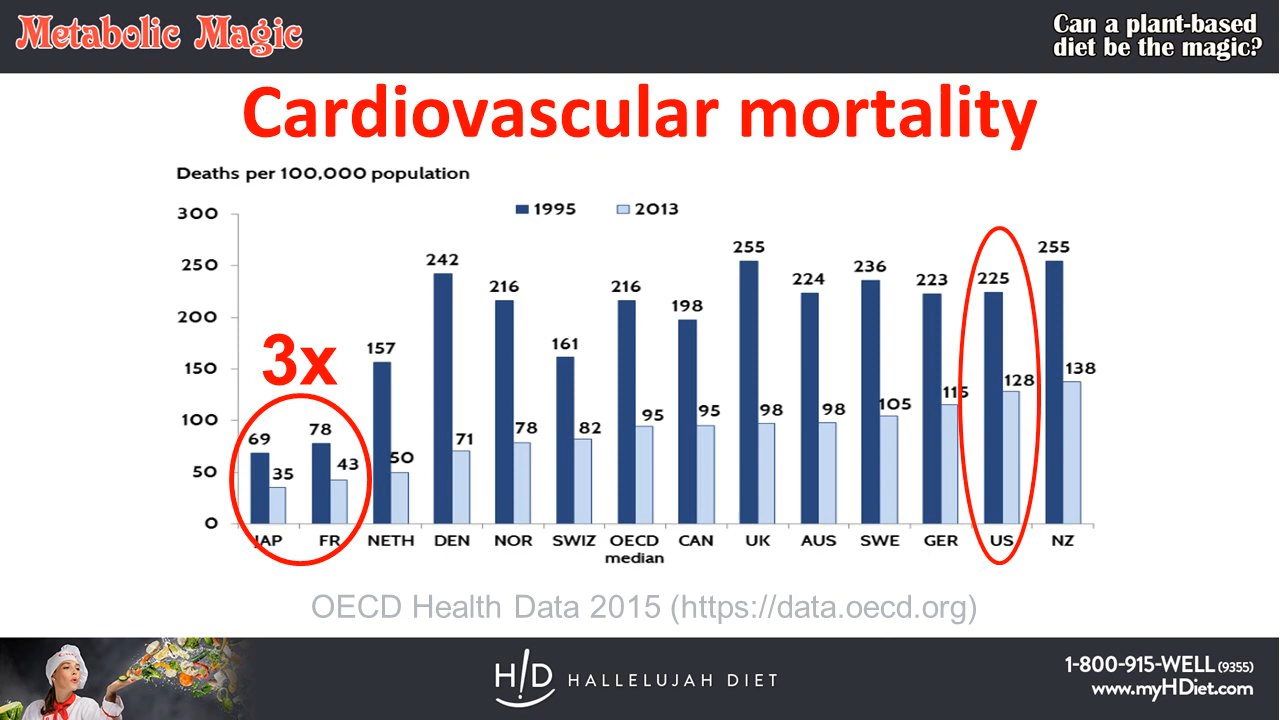 Metabolic Magic
Can a plant-based
diet be the magic?
Cardiovascular mortality
Deaths per 100,000 population
1995 2013
300
250
200
150
100
50
0
3x
69 35
78 43
157 50
242 71
216 78
161 82
216 95
198 95
255 98
224 98
236 105
223 115
225 128
255 138
JAP FR NETH DEN NOR SWIZ OECD median CAN UK AUS SWE GER US NZ
OECD Health Data 2015 (https://data.oecd.org)
H!D HALLELUJAH DIET
1-800-915-WELL (9355)
www.myHDiet.com